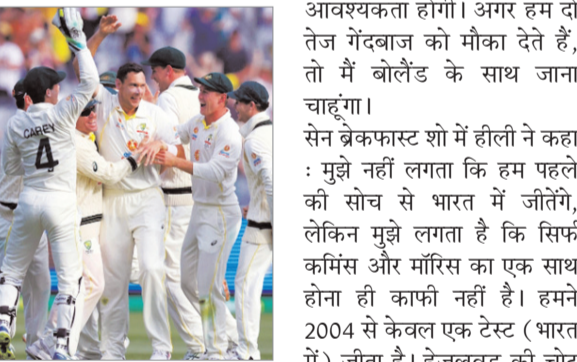 CAREY
4
आवश्यकता होगी। अगर हम दो
तेज गेंदबाज को मौका देते हैं,
तो मैं बोलैंड के साथ जाना
चाहूंगा।
सेन ब्रेकफास्ट शो में हीली ने कहा
: मुझे नहीं लगता कि हम पहले
की सोच से भारत में जीतेंगे,
लेकिन मुझे लगता है कि सिर्फ
कमिंस और मॉरिस का एक साथ
होना ही काफी नहीं है। हमने
2004 से केवल एक टेस्ट (भारत
में) जीता है। हेजलवुड की चोट